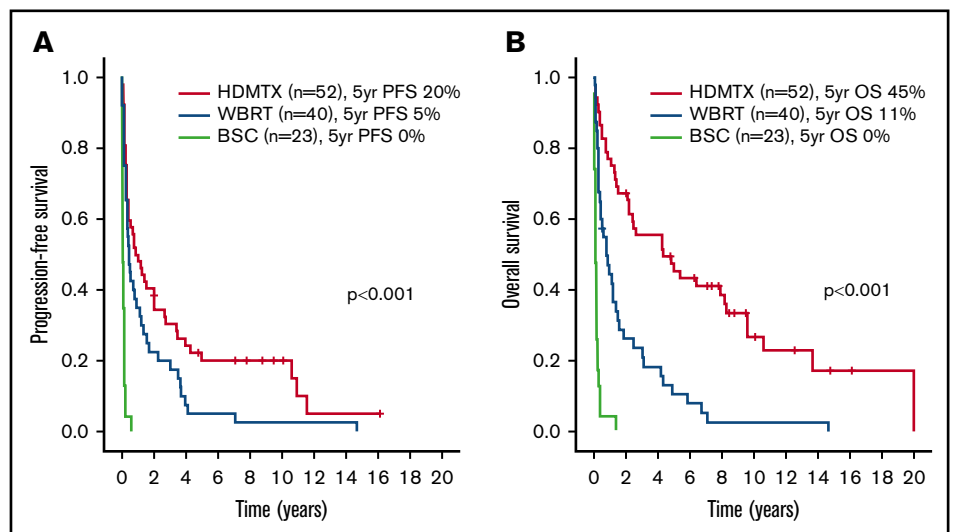 A
1.0
0.8
0.6
0.4
0.2
0.0
Progression-free survival
HDMTX (n=52), 5yr PFS 20%
WBRT (n=40), 5yr PFS 5%
BSC (n=23), 5yr PFS 0%
p<0.001
0 2 4 6 8 10 12 14 16 18 20
Time (years)
B
1.0
0.8
0.6
0.4
0.2
0.0
Overall survival
HDMTX (n=52), 5yr OS 45%
WBRT (n=40), 5yr OS 11%
BSC (n=23), 5yr OS 0%
p<0.001
0 2 4 6 8 10 12 14 16 18 20
Time (years)